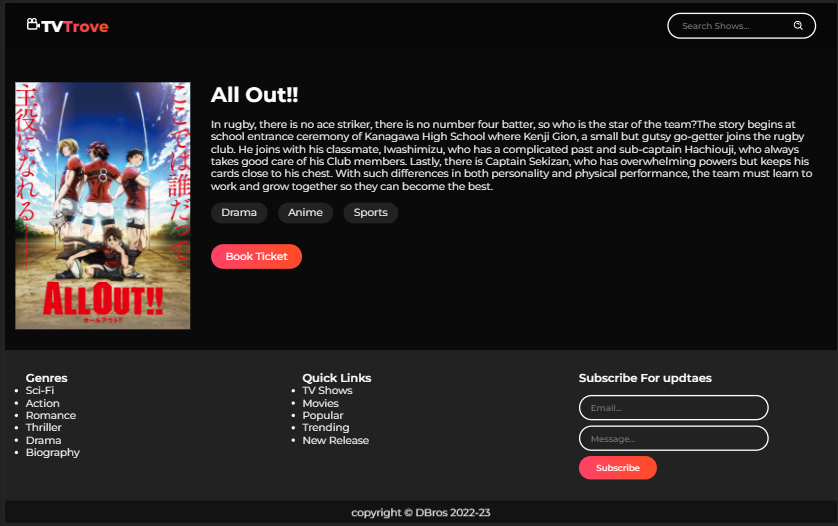 TVTrove
Search Shows...
主役になれる――
ここでは誰だって
8
ALL OUT!!
オールアウト!!
All Out!!
In rugby, there is no ace striker, there is no number four batter, so who is the star of the team?The story begins at
school entrance ceremony of Kanagawa High School where Kenji Gion, a small but gutsy go-getter joins the rugby
club. He joins with his classmate, Iwashimizu, who has a complicated past and sub-captain Hachiouji, who always
takes good care of his Club members. Lastly, there is Captain Sekizan, who has overwhelming powers but keeps his
cards close to his chest. With such differences in both personality and physical performance, the team must learn to
work and grow together so they can become the best.
Drama Anime Sports
Book Ticket
Genres
Sci-Fi
Action
Romance
Thriller
Drama
Biography
Quick Links
TV Shows
Movies
Popular
Trending
New Release
Subscribe For updtaes
Email...
Message...
Subscribe
copyright © DBros 2022-23